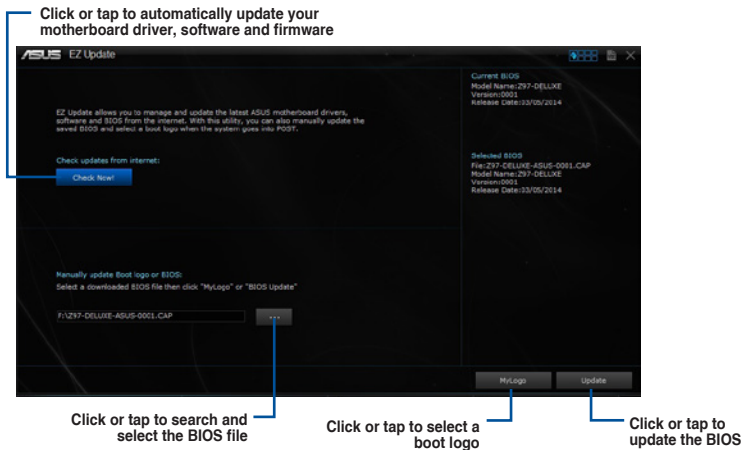 Click or tap to automatically update your
motherboard driver, software and firmware
ASUS EZ Update
EZ Update allows you to manage and update the latest ASUS motherboard drivers,
software and BIOS from the internet. With this utility, you can also manually update the
saved BIOS and select a boot logo when the system goes into POST.
Check updates from internet:
Check Now!
Manually update Boot logo or BIOS:
Select a downloaded BIOS file then click "MyLogo" or "BIOS Update"
F:\Z97-DELUXE-ASUS-0001.CAP
...
Current BIOS
Model Name:Z97-DELUXE
Version:0001
Release Date:03/05/2014
Selected BIOS
File:Z97-DELUXE-ASUS-0001.CAP
Model Name:Z97-DELUXE
Version:0001
Release Date:03/05/2014
MyLogo
Update
Click or tap to search and
select the BIOS file
Click or tap to select a
boot logo
Click or tap to
update the BIOS